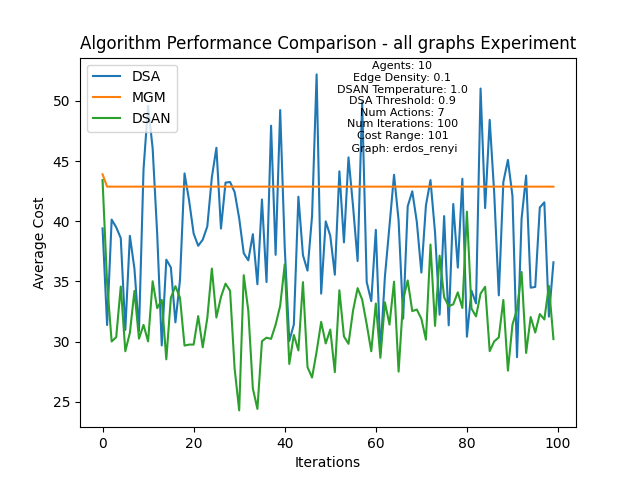 Algorithm Performance Comparison - all graphs Experiment
DSA
MGM
DSAN
Agents: 10
Edge Density: 0.1
DSAN Temperature: 1.0
DSA Threshold: 0.9
Num Actions: 7
Num Iterations: 100
Cost Range: 101
Graph: erdos_renyi
Average Cost
50
45
40
35
30
25
0 20 40 60 80 100
Iterations